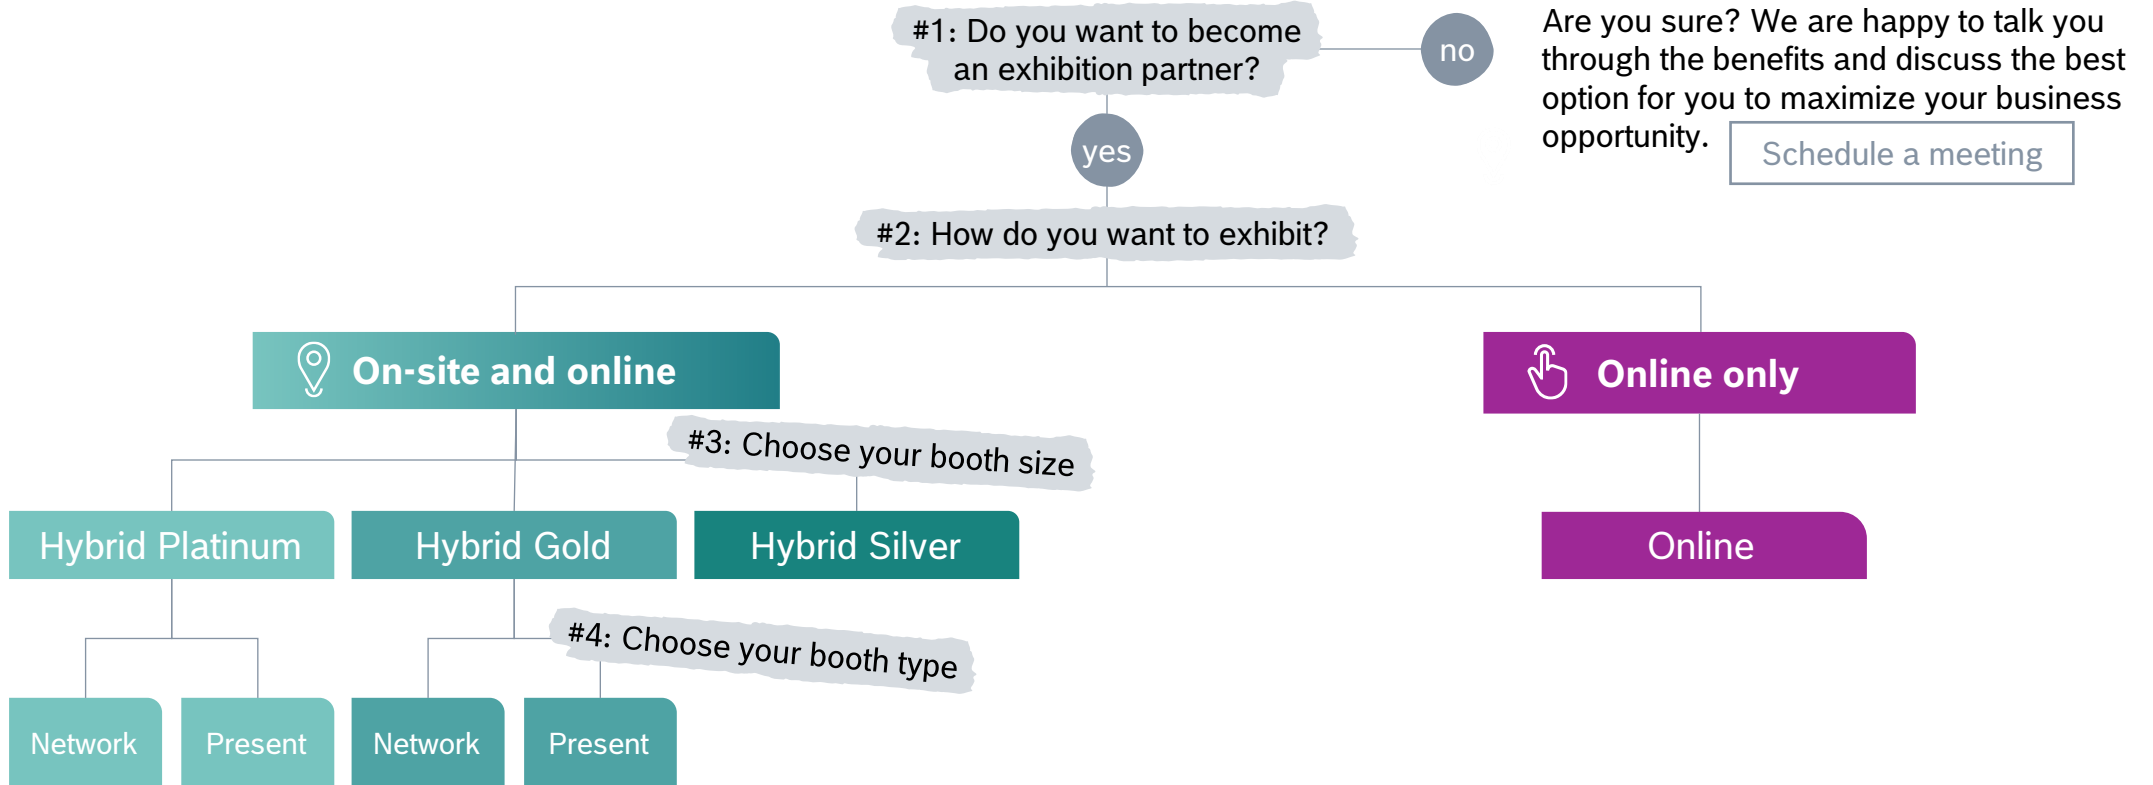 #1: Do you want to become
an exhibition partner?
no
Are you sure? We are happy to talk you
through the benefits and discuss the best
option for you to maximize your business
opportunity.
Schedule a meeting
yes
#2: How do you want to exhibit?
On-site and online
Online only
#3: Choose your booth size
Hybrid Platinum
Hybrid Gold
Hybrid Silver
Online
#4: Choose your booth type
Network
Present
Network
Present